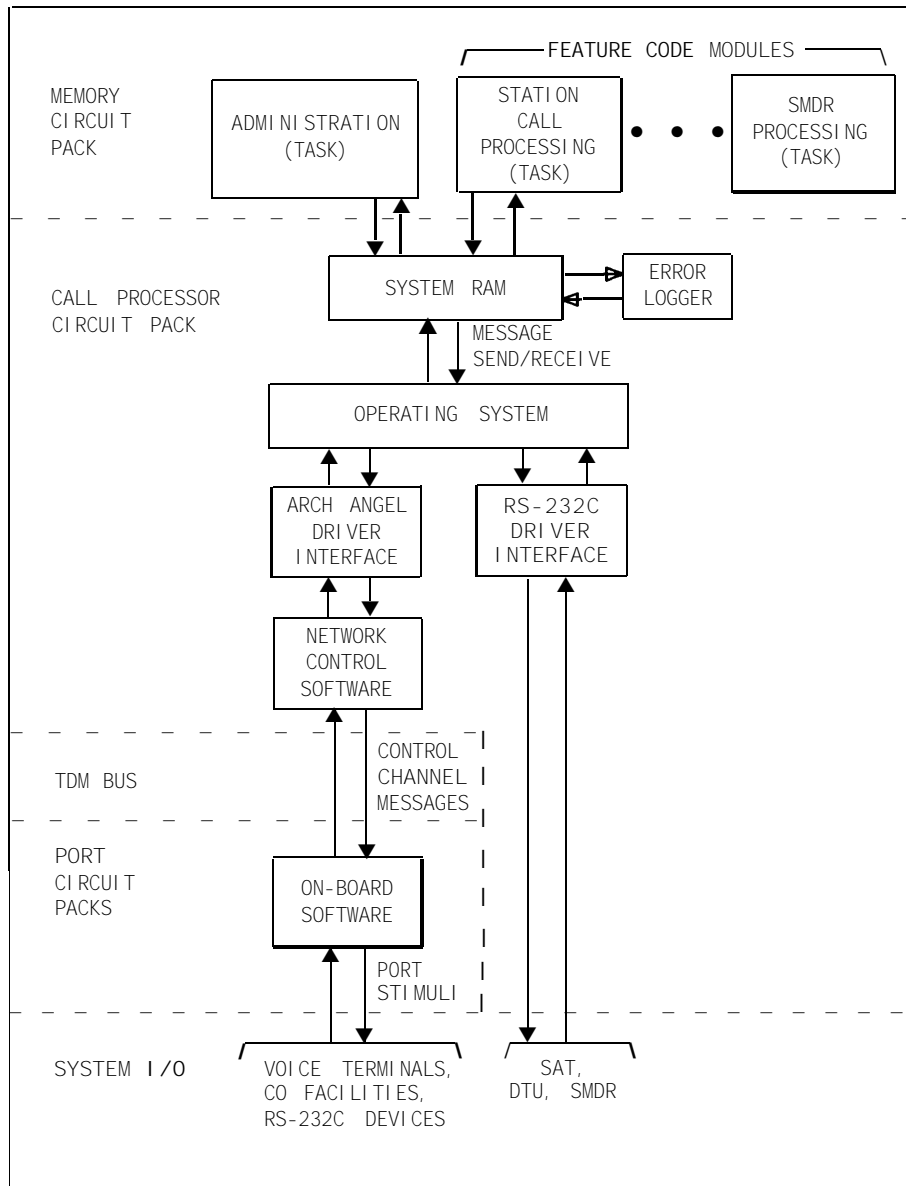 FEATURE CODE MODULES
MEMORY
CIRCUIT
PACK
ADMINISTRATION
(TASK)
STATION
CALL
PROCESSING
(TASK)
SMDR
PROCESSING
(TASK)
CALL PROCESSOR
CIRCUIT PACK
SYSTEM RAM
ERROR
LOGGER
MESSAGE
SEND/RECEIVE
OPERATING SYSTEM
ARCH ANGEL
DRIVER
INTERFACE
RS-232C
DRIVER
INTERFACE
NETWORK
CONTROL
SOFTWARE
TDM BUS
CONTROL
CHANNEL
MESSAGES
PORT
CIRCUIT
PACKS
ON-BOARD
SOFTWARE
PORT
STIMULI
SYSTEM I/O
VOICE TERMINALS,
CO FACILITIES,
RS-232C DEVICES
SAT,
DTU, SMDR